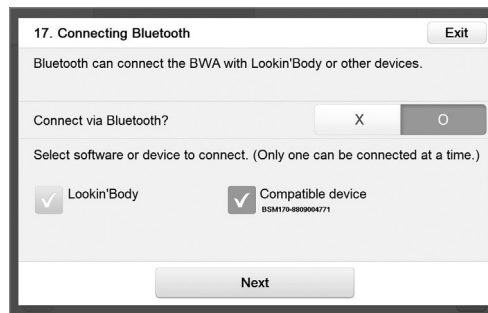 17. Connecting Bluetooth
Exit
Bluetooth can connect the BWA with Lookin'Body or other devices.
Connect via Bluetooth?
X
O
Select software or device to connect. (Only one can be connected at a time.)
Lookin'Body
Compatible device
BSM170-8809004771
Next